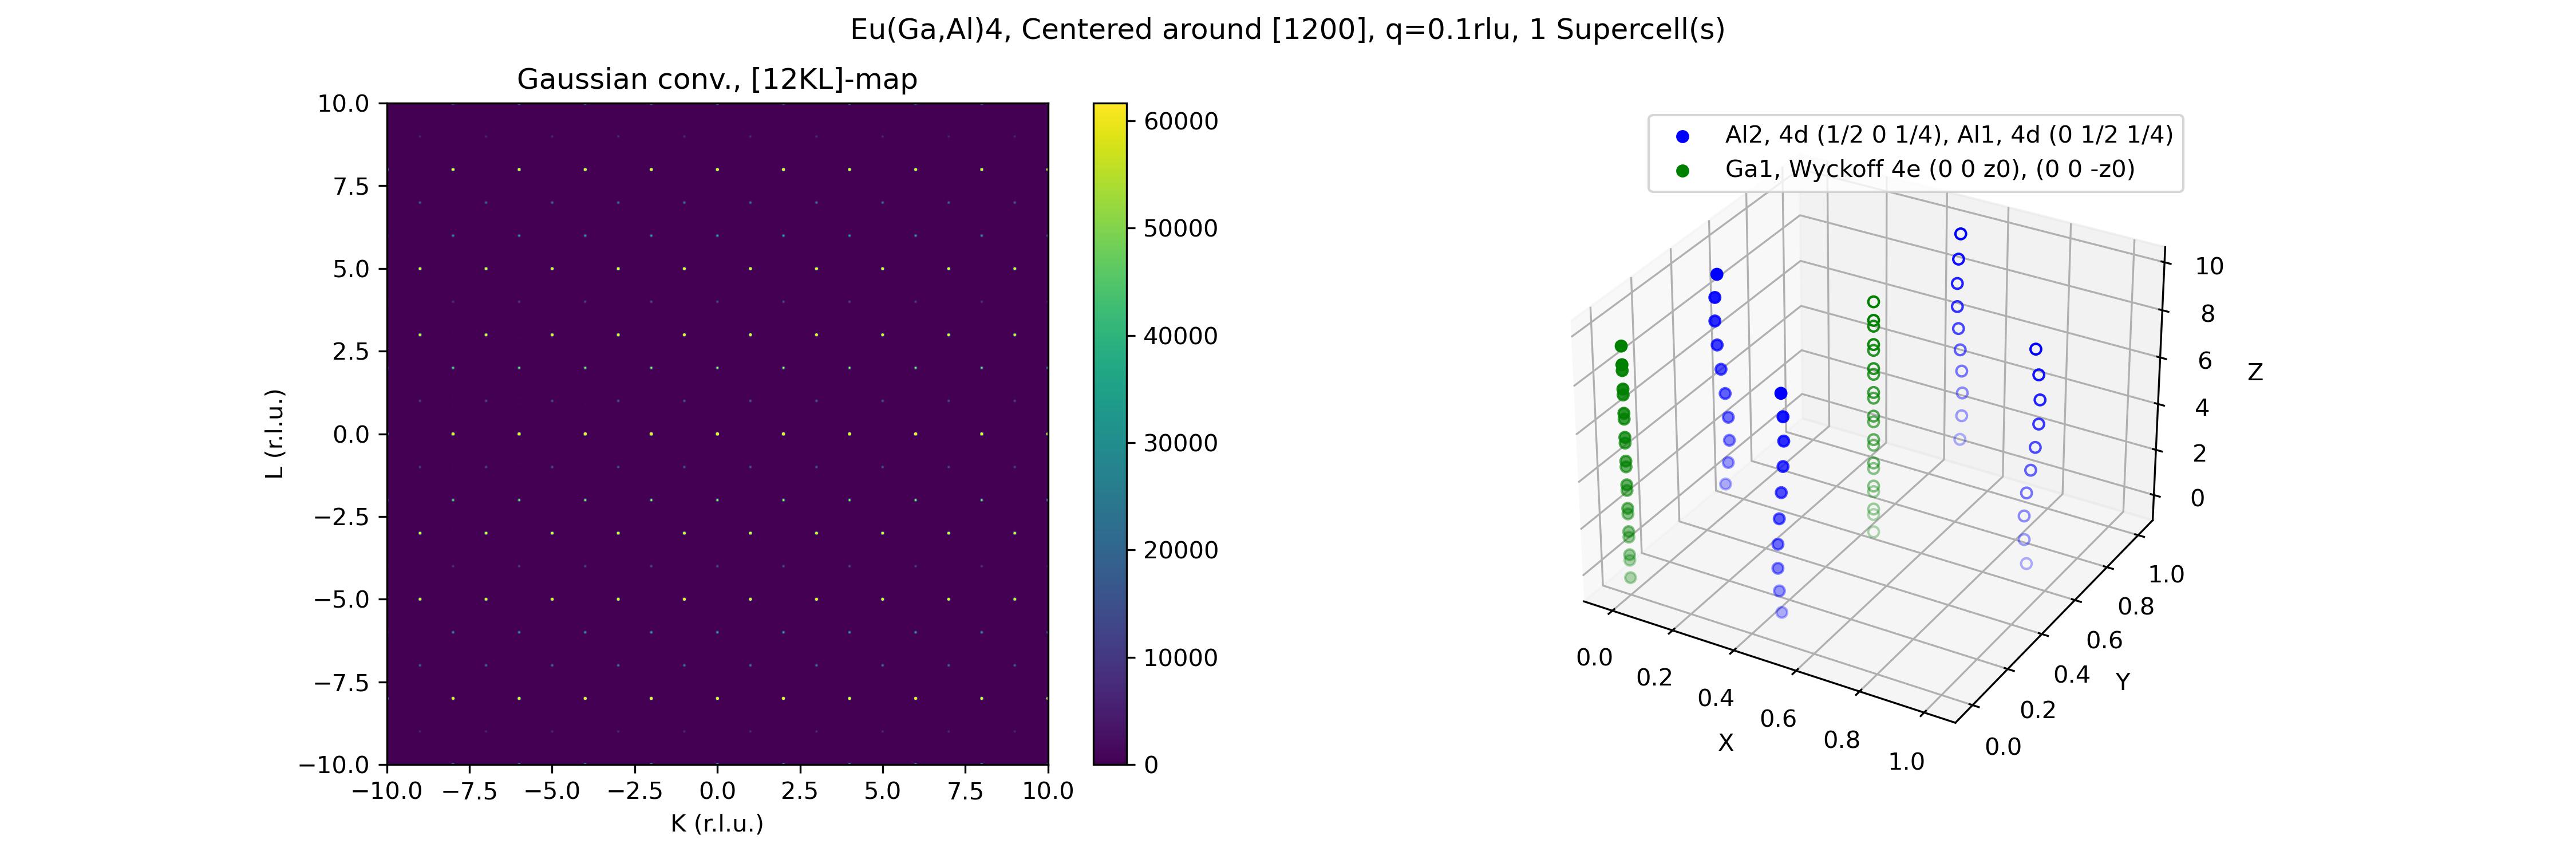 Eu(Ga,Al)4, Centered around [1200], q=0.1rlu, 1 Supercell(s)
Gaussian conv., [12KL]-map
10.0
7.5
5.0
2.5
0.0
−2.5
−5.0
−7.5
−10.0
L (r.l.u.)
−10.0 −7.5 −5.0 −2.5 0.0 2.5 5.0 7.5 10.0
K (r.l.u.)
60000
50000
40000
30000
20000
10000
0
Al2, 4d (1/2 0 1/4), Al1, 4d (0 1/2 1/4)
Ga1, Wyckoff 4e (0 0 z0), (0 0 -z0)
10
8
6
4
2
0
Z
0.0 0.2 0.4 0.6 0.8 1.0
X
0.0 0.2 0.4 0.6 0.8 1.0
Y